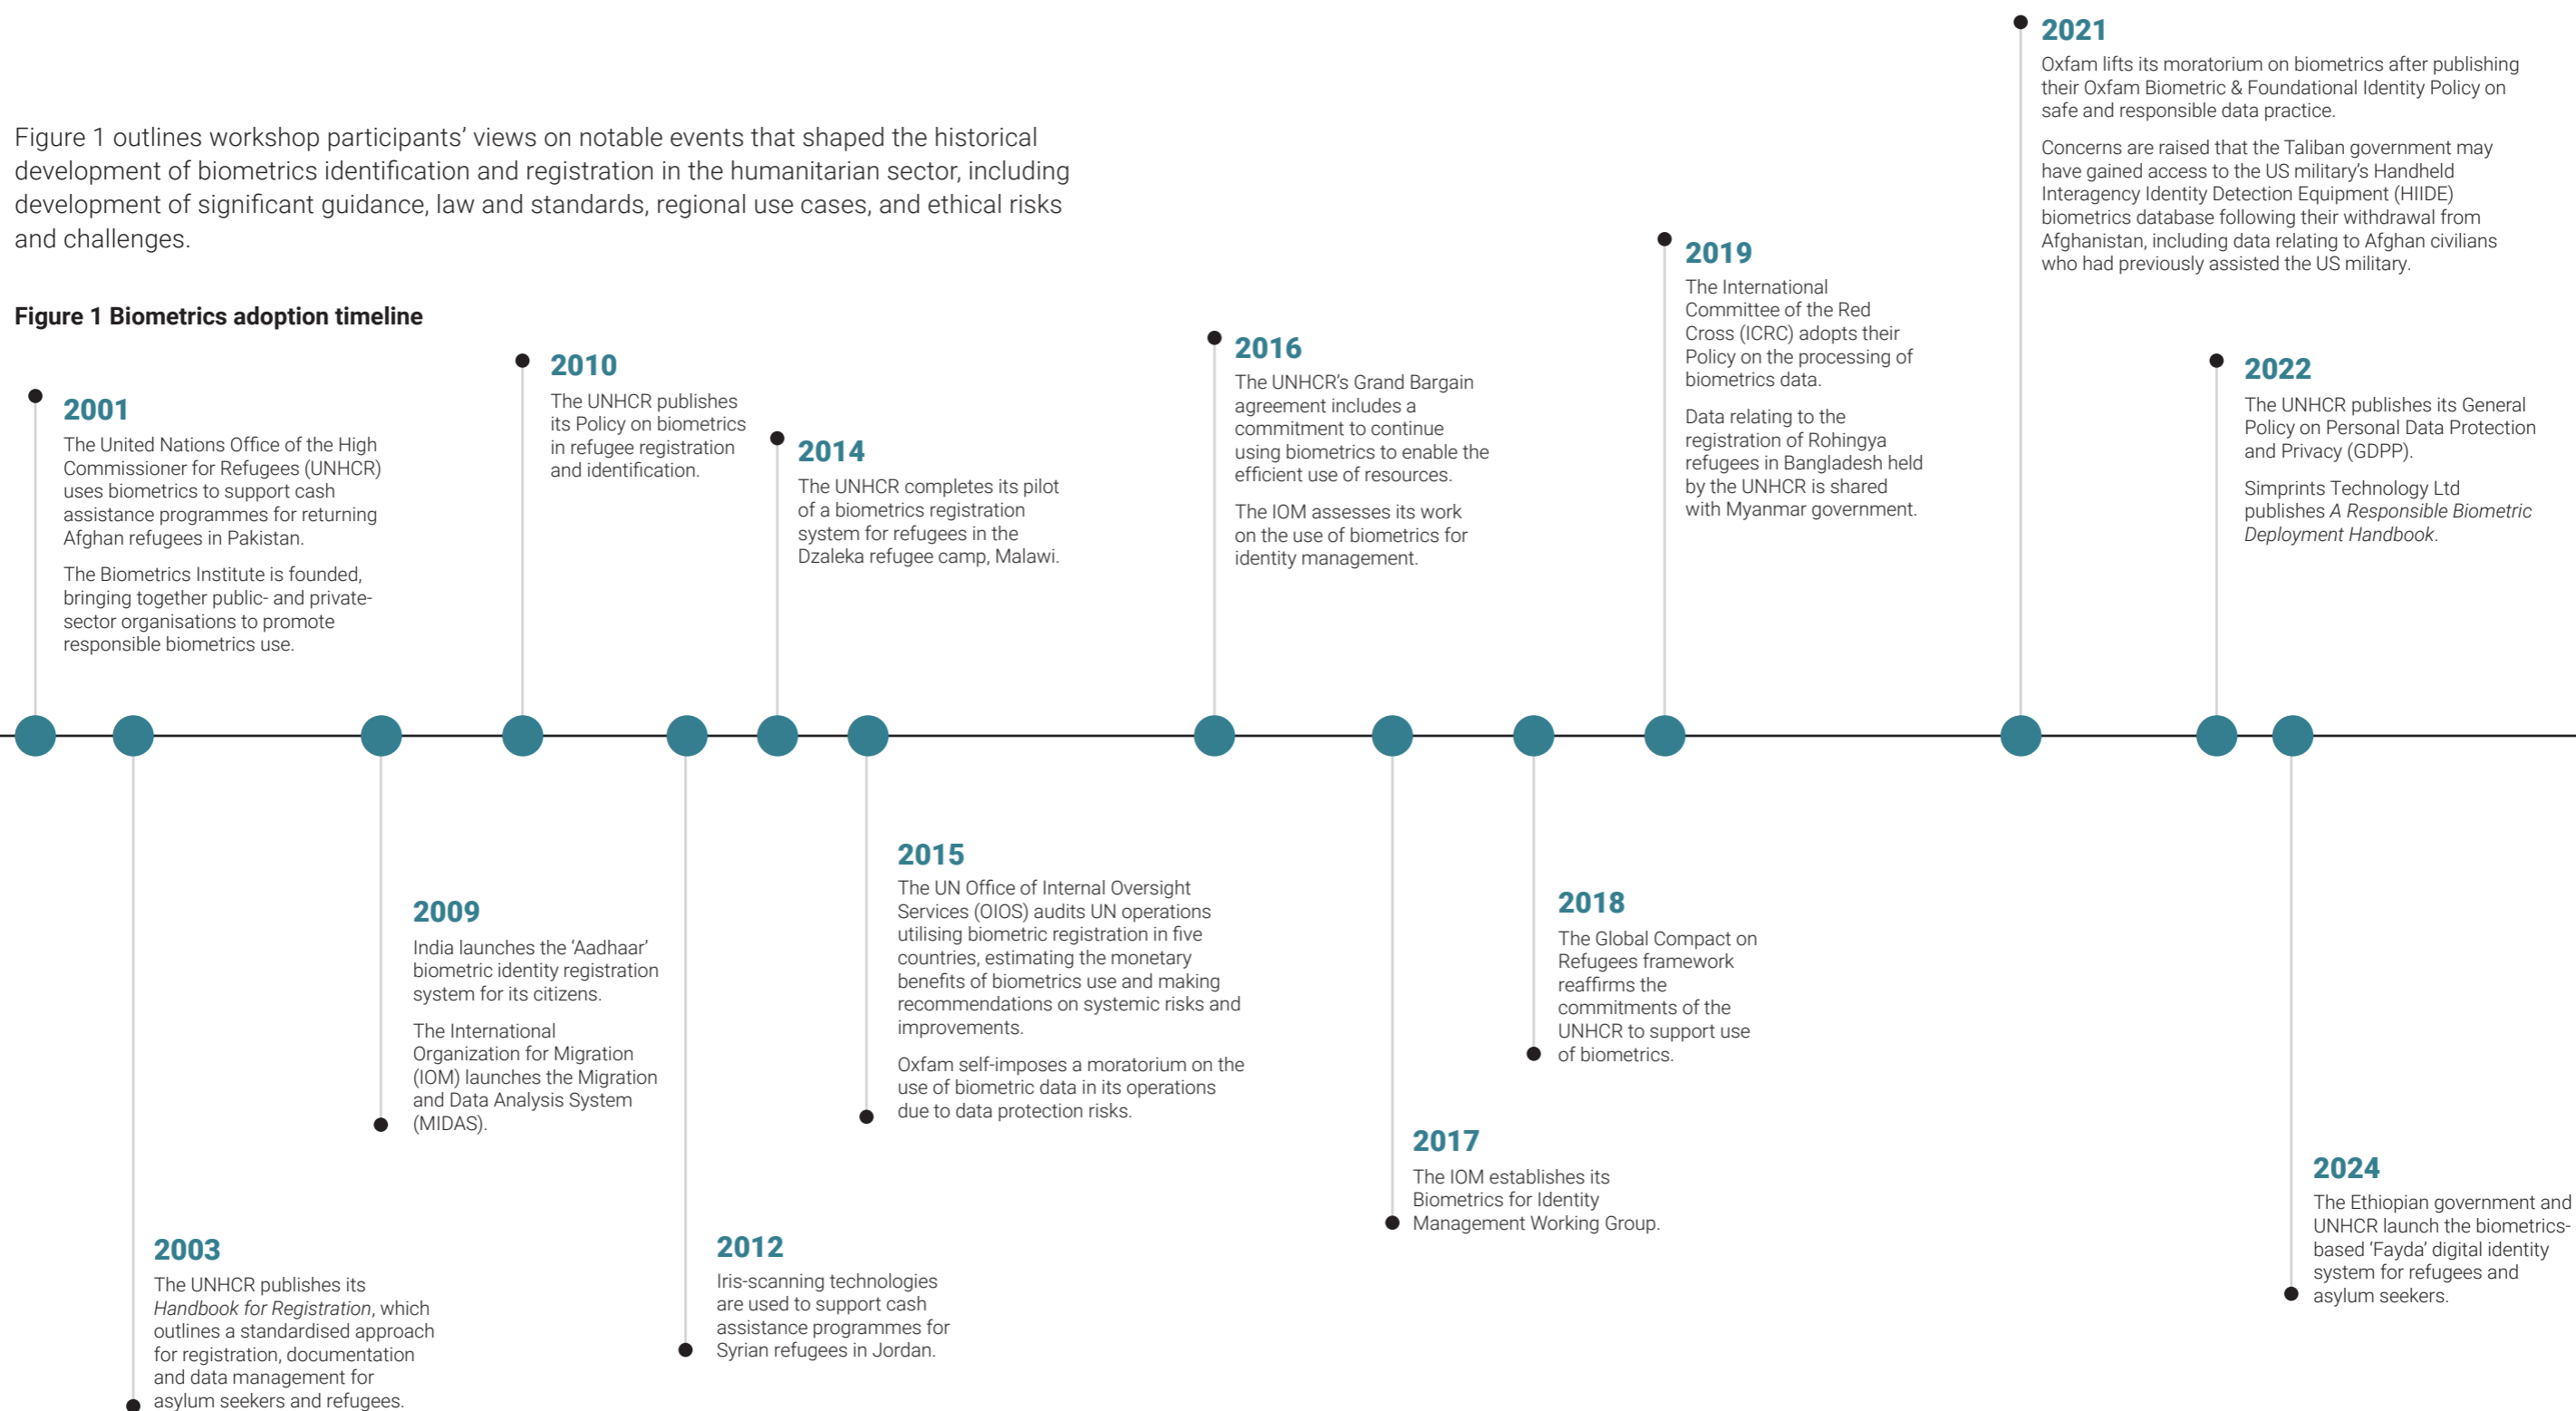 Figure 1 outlines workshop participants’ views on notable events that shaped the historical
development of biometrics identification and registration in the humanitarian sector, including
development of significant guidance, law and standards, regional use cases, and ethical risks
and challenges.
Figure 1 Biometrics adoption timeline
2001
The United Nations Office of the High
Commissioner for Refugees (UNHCR)
uses biometrics to support cash
assistance programmes for returning
Afghan refugees in Pakistan.
The Biometrics Institute is founded,
bringing together public- and private-
sector organisations to promote
responsible biometrics use.
2003
The UNHCR publishes its
Handbook for Registration, which
outlines a standardised approach
for registration, documentation
and data management for
asylum seekers and refugees.
2009
India launches the ‘Aadhaar’
biometric identity registration
system for its citizens.
The International
Organization for Migration
(IOM) launches the Migration
and Data Analysis System
(MIDAS).
2010
The UNHCR publishes
its Policy on biometrics
in refugee registration
and identification.
2012
Iris-scanning technologies
are used to support cash
assistance programmes for
Syrian refugees in Jordan.
2014
The UNHCR completes its pilot
of a biometrics registration
system for refugees in the
Dzaleka refugee camp, Malawi.
2015
The UN Office of Internal Oversight
Services (OIOS) audits UN operations
utilising biometric registration in five
countries, estimating the monetary
benefits of biometrics use and making
recommendations on systemic risks and
improvements.
Oxfam self-imposes a moratorium on the
use of biometric data in its operations
due to data protection risks.
2016
The UNHCR’s Grand Bargain
agreement includes a
commitment to continue
using biometrics to enable the
efficient use of resources.
The IOM assesses its work
on the use of biometrics for
identity management.
2017
The IOM establishes its
Biometrics for Identity
Management Working Group.
2018
The Global Compact on
Refugees framework
reaffirms the
commitments of the
UNHCR to support use
of biometrics.
2019
The International
Committee of the Red
Cross (ICRC) adopts their
Policy on the processing of
biometrics data.
Data relating to the
registration of Rohingya
refugees in Bangladesh held
by the UNHCR is shared
with Myanmar government.
2021
Oxfam lifts its moratorium on biometrics after publishing
their Oxfam Biometric & Foundational Identity Policy on
safe and responsible data practice.
Concerns are raised that the Taliban government may
have gained access to the US military’s Handheld
Interagency Identity Detection Equipment (HIIDE)
biometrics database following their withdrawal from
Afghanistan, including data relating to Afghan civilians
who had previously assisted the US military.
2022
The UNHCR publishes its General
Policy on Personal Data Protection
and Privacy (GDPP).
Simprints Technology Ltd
publishes A Responsible Biometric
Deployment Handbook.
2024
The Ethiopian government and
UNHCR launch the biometrics-
based ‘Fayda’ digital identity
system for refugees and
asylum seekers.